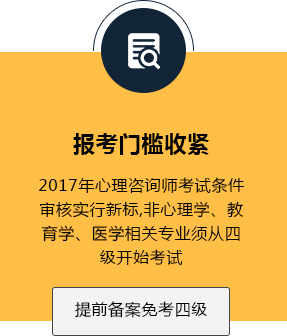 报考门槛收紧
2017年心理咨询师考试条件
审核实行新标,非心理学、教
育学、医学相关专业须从四
级开始考试
提前备案免考四级